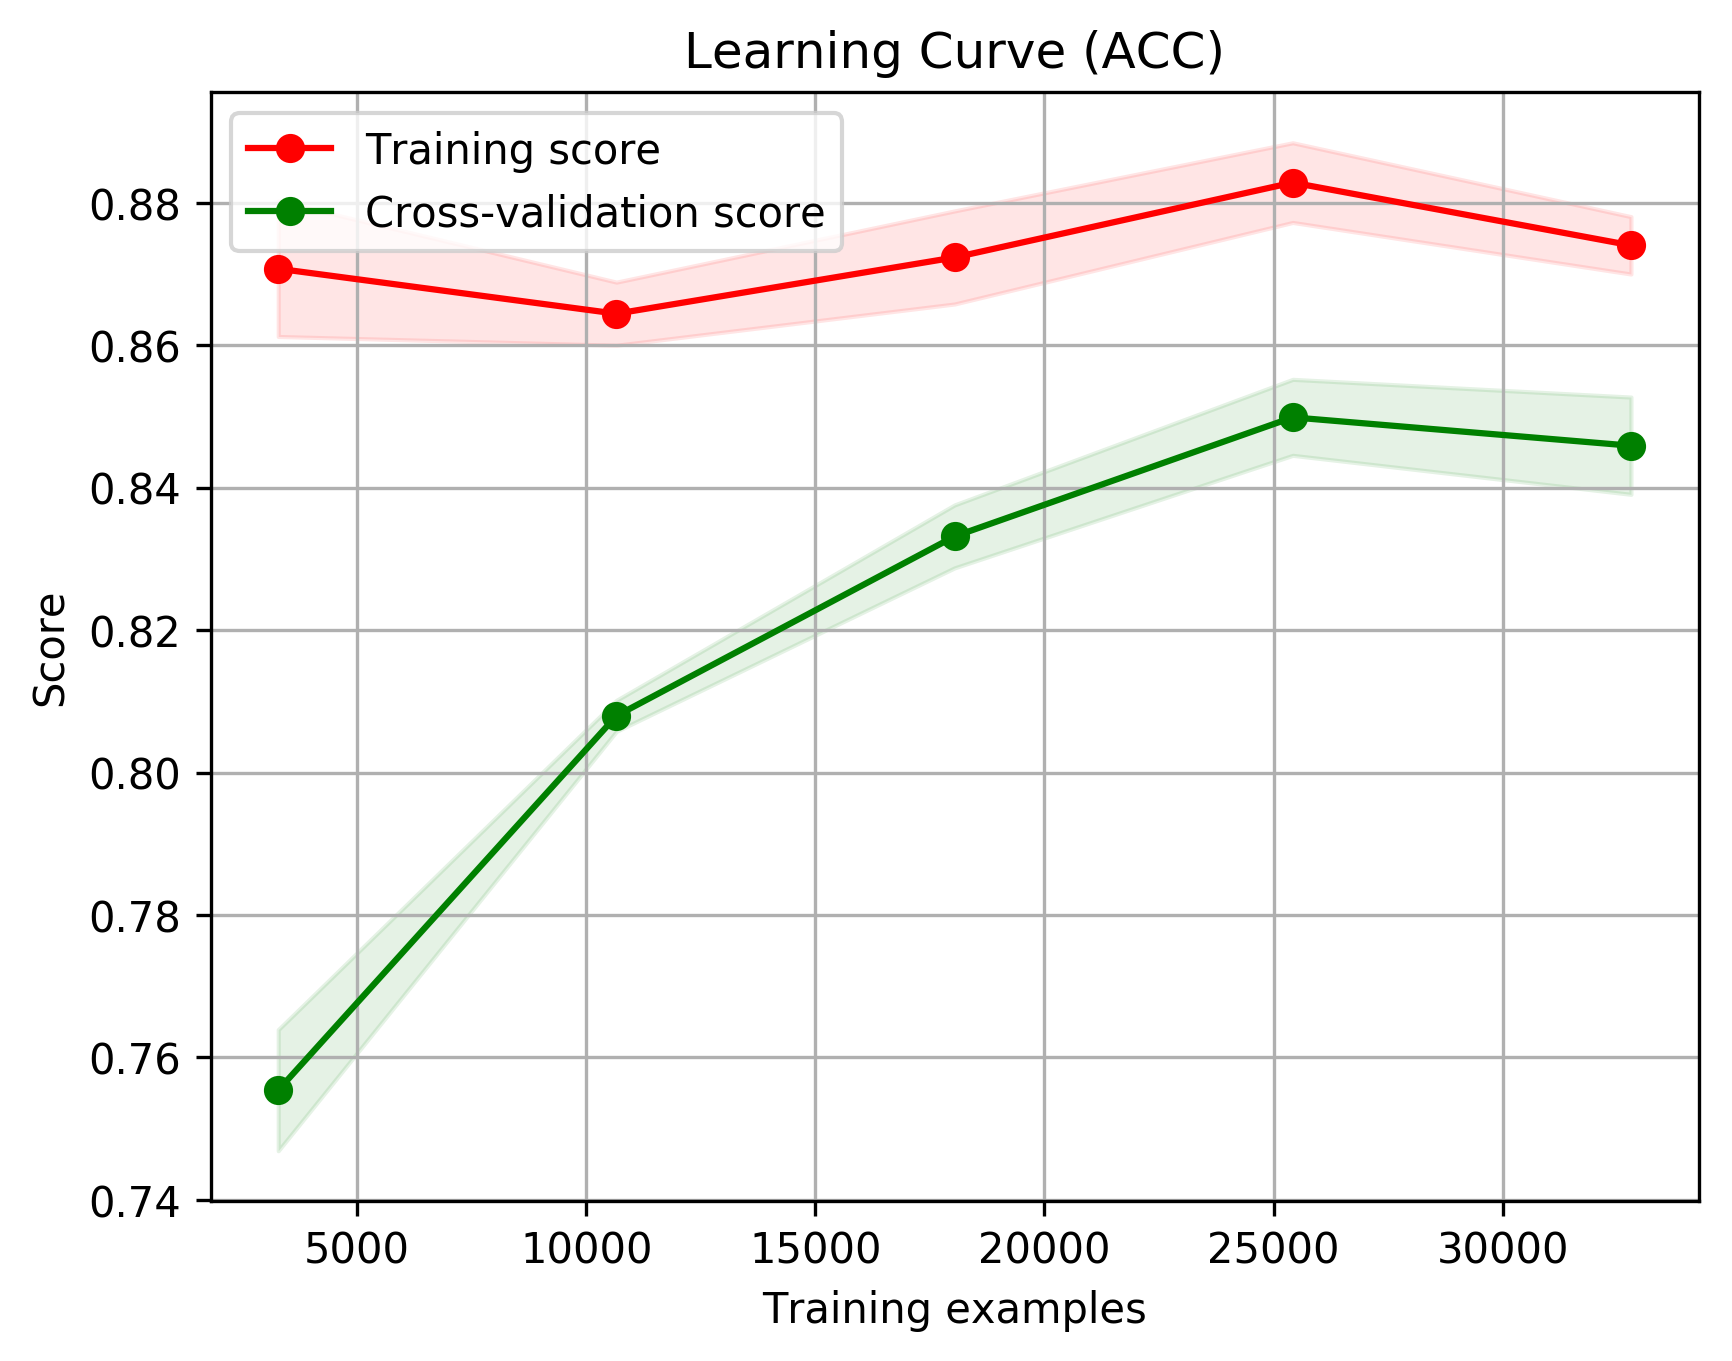 Learning Curve (ACC)
Training score
Cross-validation score
0.88
0.86
0.84
0.82
0.80
0.78
0.76
0.74
Score
5000 10000 15000 20000 25000 30000
Training examples